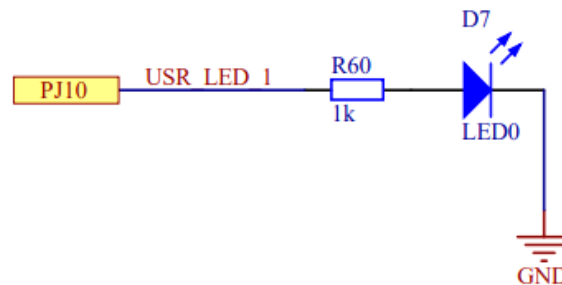 D7
PJ10
USR_LED_1
R60
1k
LED0
GND